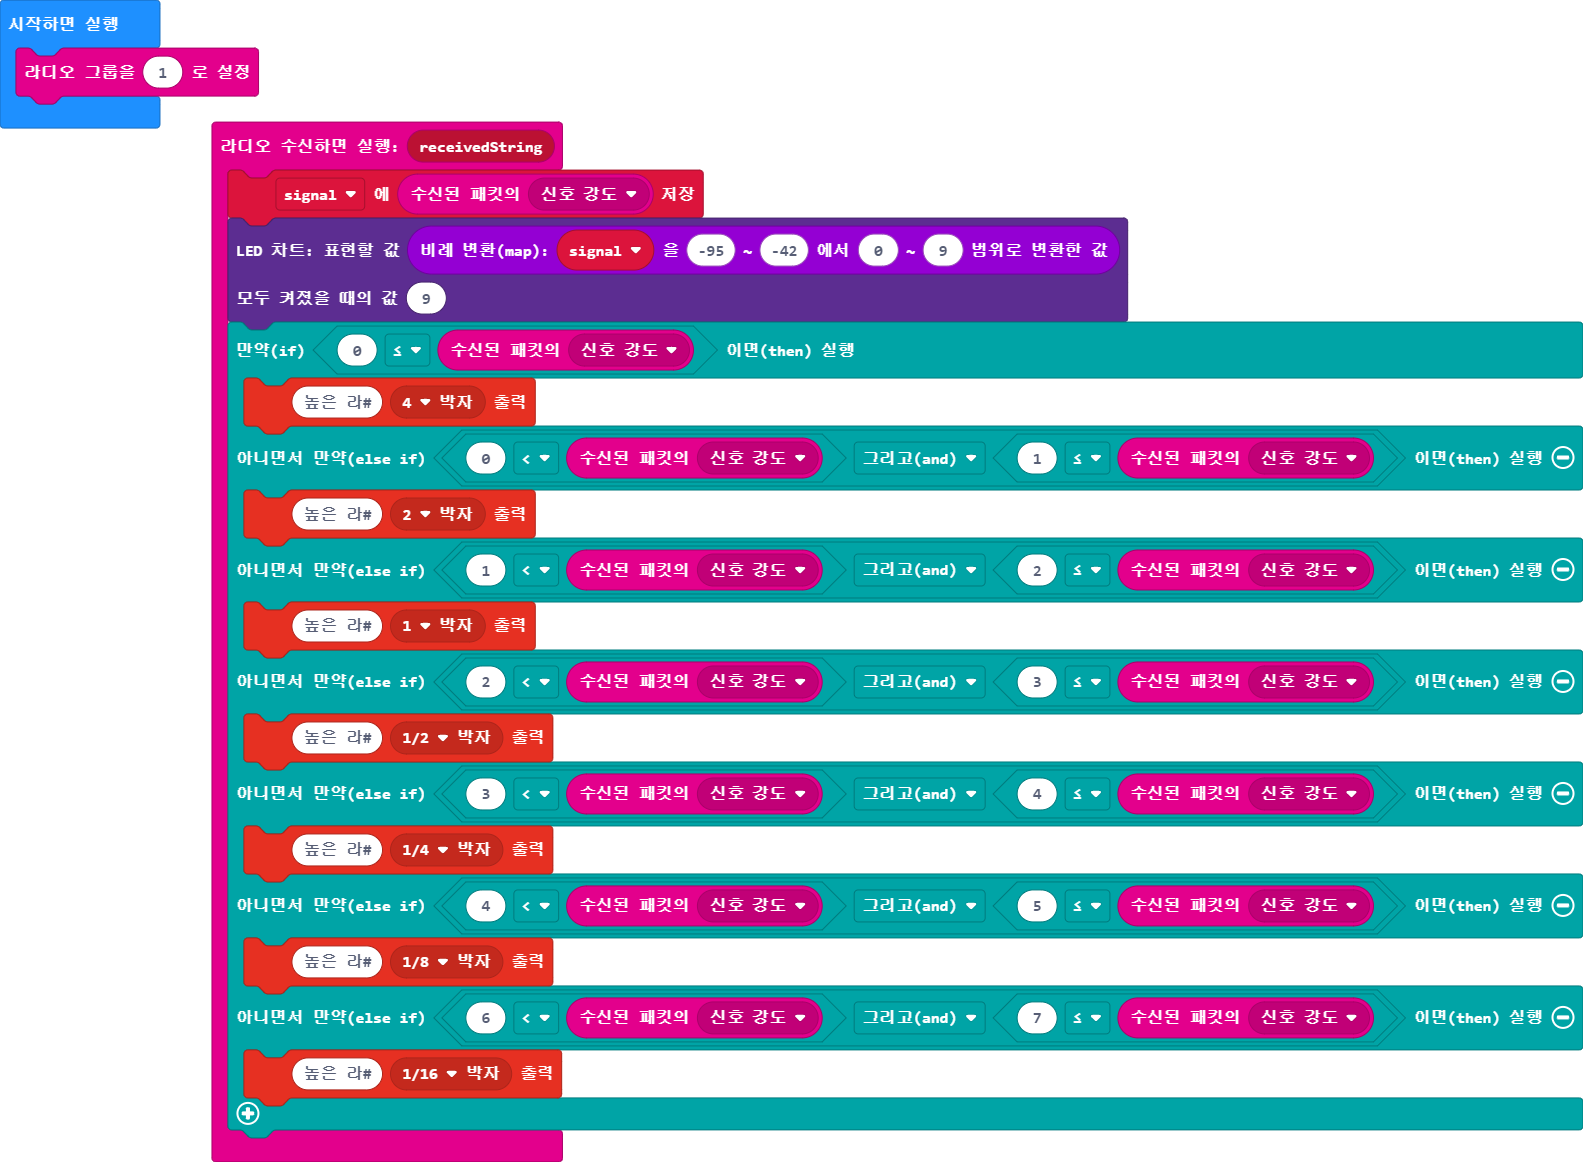 시작하면 실행
라디오 그룹을 1 로 설정
라디오 수신하면 실행: receivedString
signal 에 수신된 패킷의 신호 강도 저장
LED 차트: 표현할 값 비례 변환(map): signal 을 -95 ~ -42 에서 0 ~ 9 범위로 변환한 값
모두 켜졌을 때의 값 9
만약(if) 0 ≤ 수신된 패킷의 신호 강도 이면(then) 실행
높은 라# 4 박자 출력
아니면서 만약(else if) 0 < 수신된 패킷의 신호 강도 그리고(and) 1 ≤ 수신된 패킷의 신호 강도 이면(then) 실행
높은 라# 2 박자 출력
아니면서 만약(else if) 1 < 수신된 패킷의 신호 강도 그리고(and) 2 ≤ 수신된 패킷의 신호 강도 이면(then) 실행
높은 라# 1 박자 출력
아니면서 만약(else if) 2 < 수신된 패킷의 신호 강도 그리고(and) 3 ≤ 수신된 패킷의 신호 강도 이면(then) 실행
높은 라# 1/2 박자 출력
아니면서 만약(else if) 3 < 수신된 패킷의 신호 강도 그리고(and) 4 ≤ 수신된 패킷의 신호 강도 이면(then) 실행
높은 라# 1/4 박자 출력
아니면서 만약(else if) 4 < 수신된 패킷의 신호 강도 그리고(and) 5 ≤ 수신된 패킷의 신호 강도 이면(then) 실행
높은 라# 1/8 박자 출력
아니면서 만약(else if) 6 < 수신된 패킷의 신호 강도 그리고(and) 7 ≤ 수신된 패킷의 신호 강도 이면(then) 실행
높은 라# 1/16 박자 출력